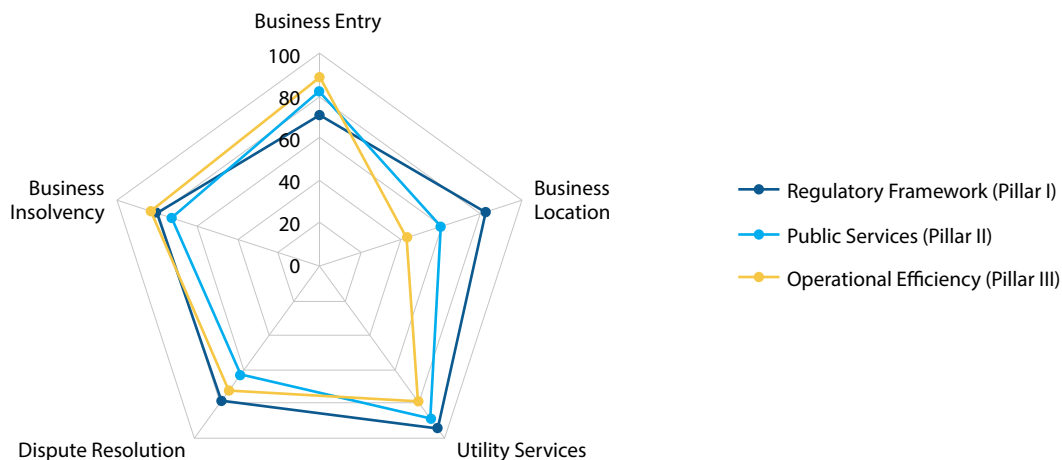 Business Entry
100
80
60
40
20
0
Business
Insolvency
Business
Location
Dispute Resolution
Utility Services
Regulatory Framework (Pillar I)
Public Services (Pillar II)
Operational Efficiency (Pillar III)